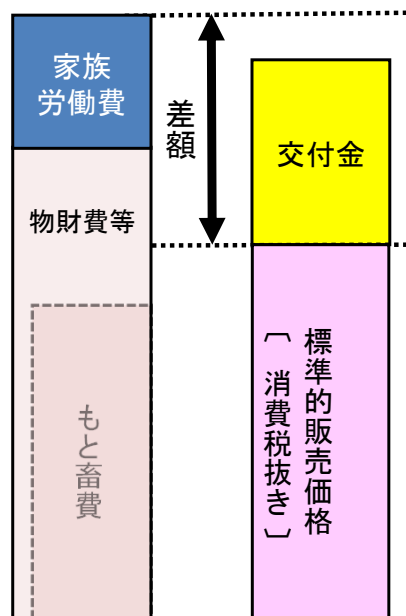 家族
労働費
差額
交付金
物財費等
もと畜費
標準的販売価格
〔 消費税抜き 〕